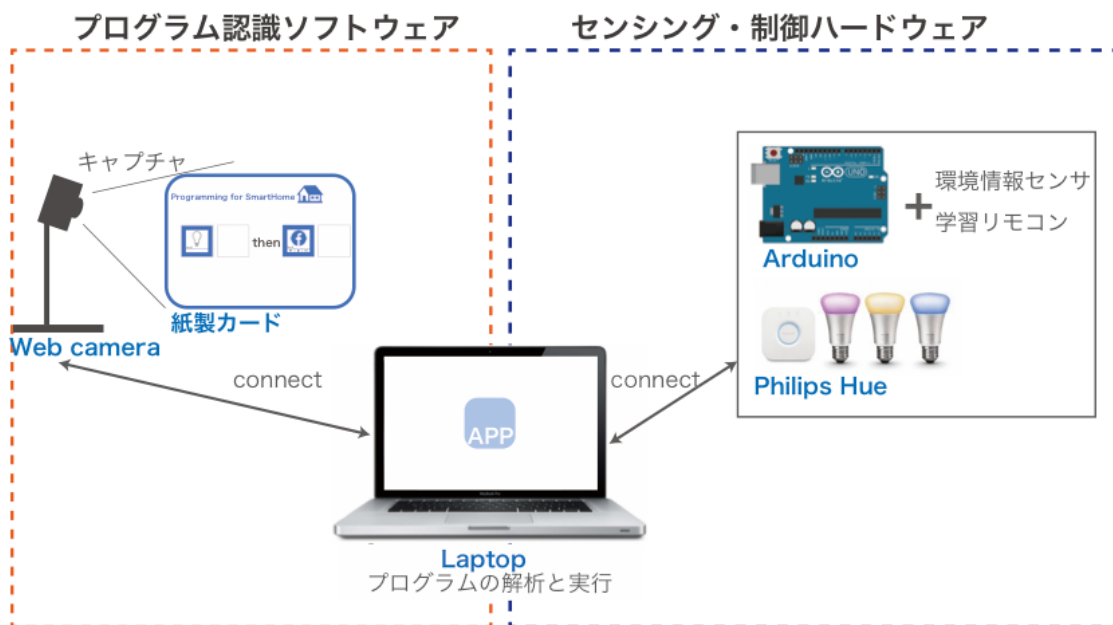 プログラム認識ソフトウェア
センシング・制御ハードウェア
キャプチャ
Programming for SmartHome
then
紙製カード
Web camera
connect
APP
Laptop
プログラムの解析と実行
connect
UNO
Arduino
+
環境情報センサ
学習リモコン
Philips Hue